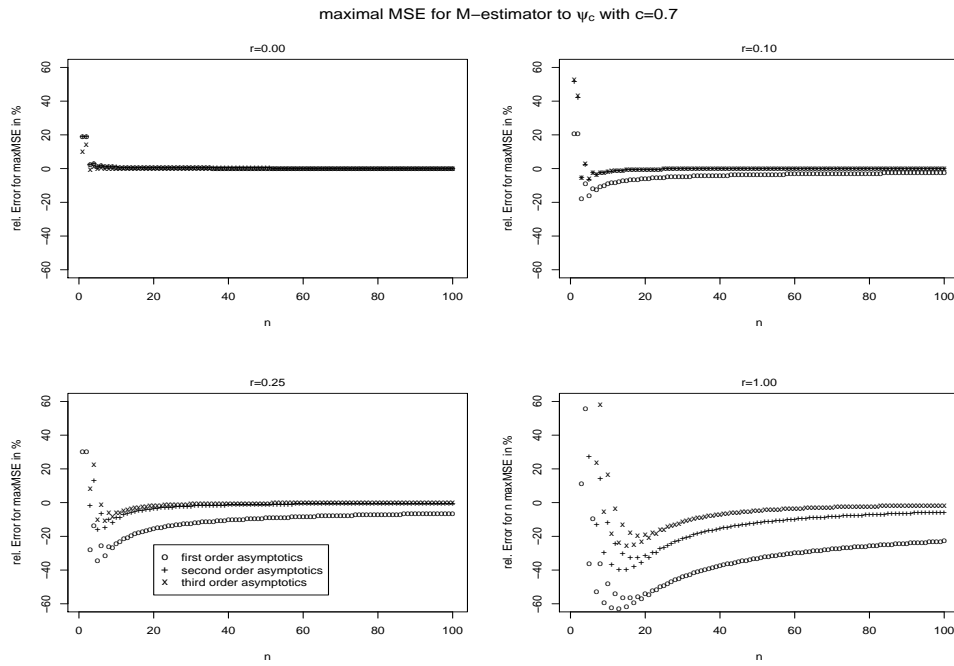 maximal MSE for M−estimator to ψc with c=0.7
r=0.00
rel. Error for maxMSE in %
−60 −40 −20 0 20 40 60
0 20 40 60 80 100
n
r=0.10
rel. Error for maxMSE in %
−60 −40 −20 0 20 40 60
0 20 40 60 80 100
n
r=0.25
rel. Error for maxMSE in %
−60 −40 −20 0 20 40 60
first order asymptotics
second order asymptotics
third order asymptotics
0 20 40 60 80 100
n
r=1.00
rel. Error for n maxMSE in %
−60 −40 −20 0 20 40 60
0 20 40 60 80 100
n